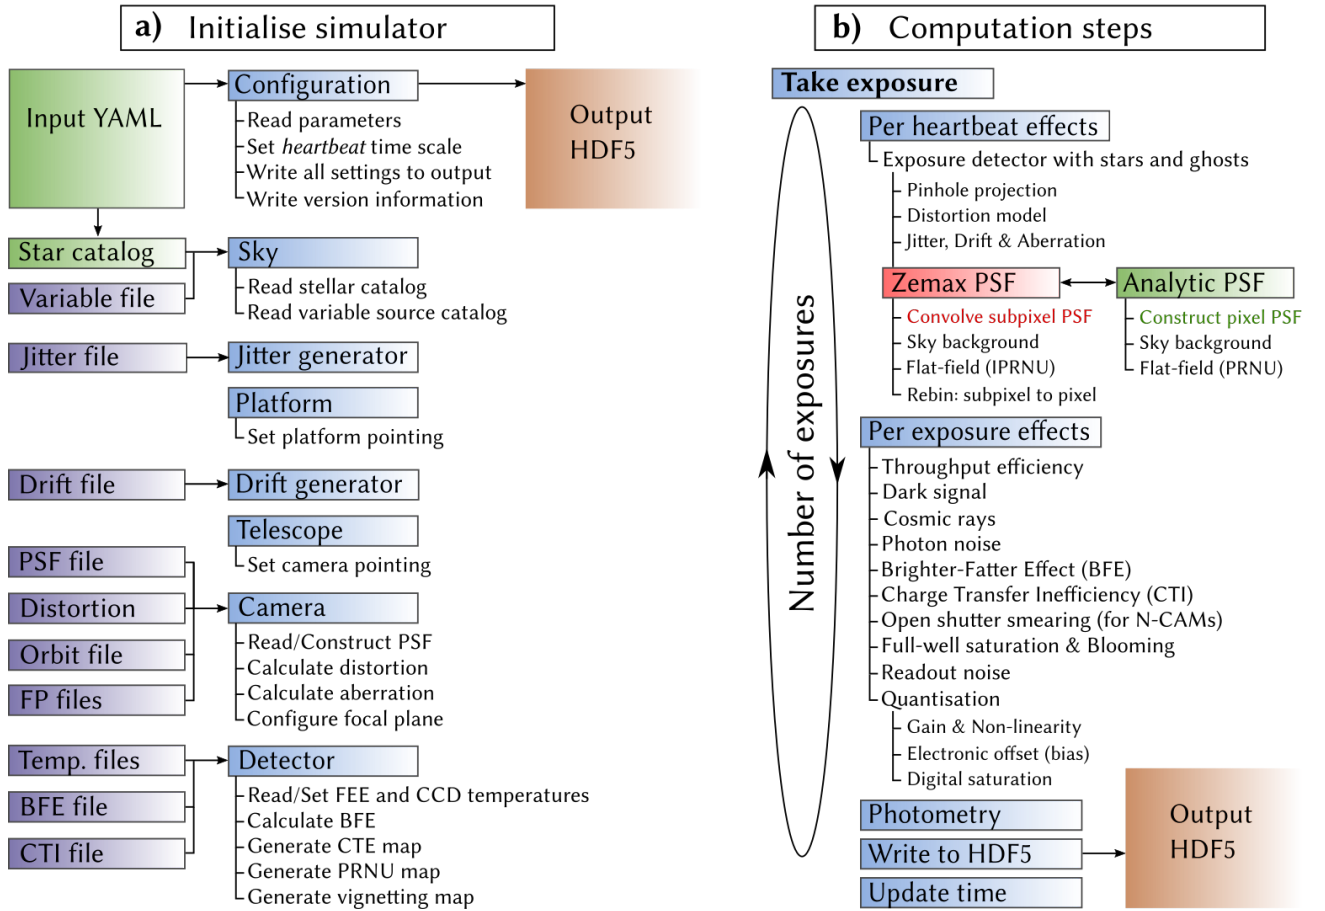 a) Initialise simulator
Input YAML
Configuration
Read parameters
Set heartbeat time scale
Write all settings to output
Write version information
Output
HDF5
Star catalog
Variable file
Sky
Read stellar catalog
Read variable source catalog
Jitter file
Jitter generator
Platform
Set platform pointing
Drift file
Drift generator
Telescope
Set camera pointing
PSF file
Distortion
Orbit file
FP files
Camera
Read/Construct PSF
Calculate distortion
Calculate aberration
Configure focal plane
Temp. files
BFE file
CTI file
Detector
Read/Set FEE and CCD temperatures
Calculate BFE
Generate CTE map
Generate PRNU map
Generate vignetting map
b) Computation steps
Take exposure
Number of exposures
Per heartbeat effects
Exposure detector with stars and ghosts
Pinhole projection
Distortion model
Jitter, Drift & Aberration
Zemax PSF
Convolve subpixel PSF
Sky background
Flat-field (IPRNU)
Rebin: subpixel to pixel
Analytic PSF
Construct pixel PSF
Sky background
Flat-field (PRNU)
Per exposure effects
Throughput efficiency
Dark signal
Cosmic rays
Photon noise
Brighter-Fatter Effect (BFE)
Charge Transfer Inefficiency (CTI)
Open shutter smearing (for N-CAMs)
Full-well saturation & Blooming
Readout noise
Quantisation
Gain & Non-linearity
Electronic offset (bias)
Digital saturation
Photometry
Write to HDF5
Update time
Output
HDF5